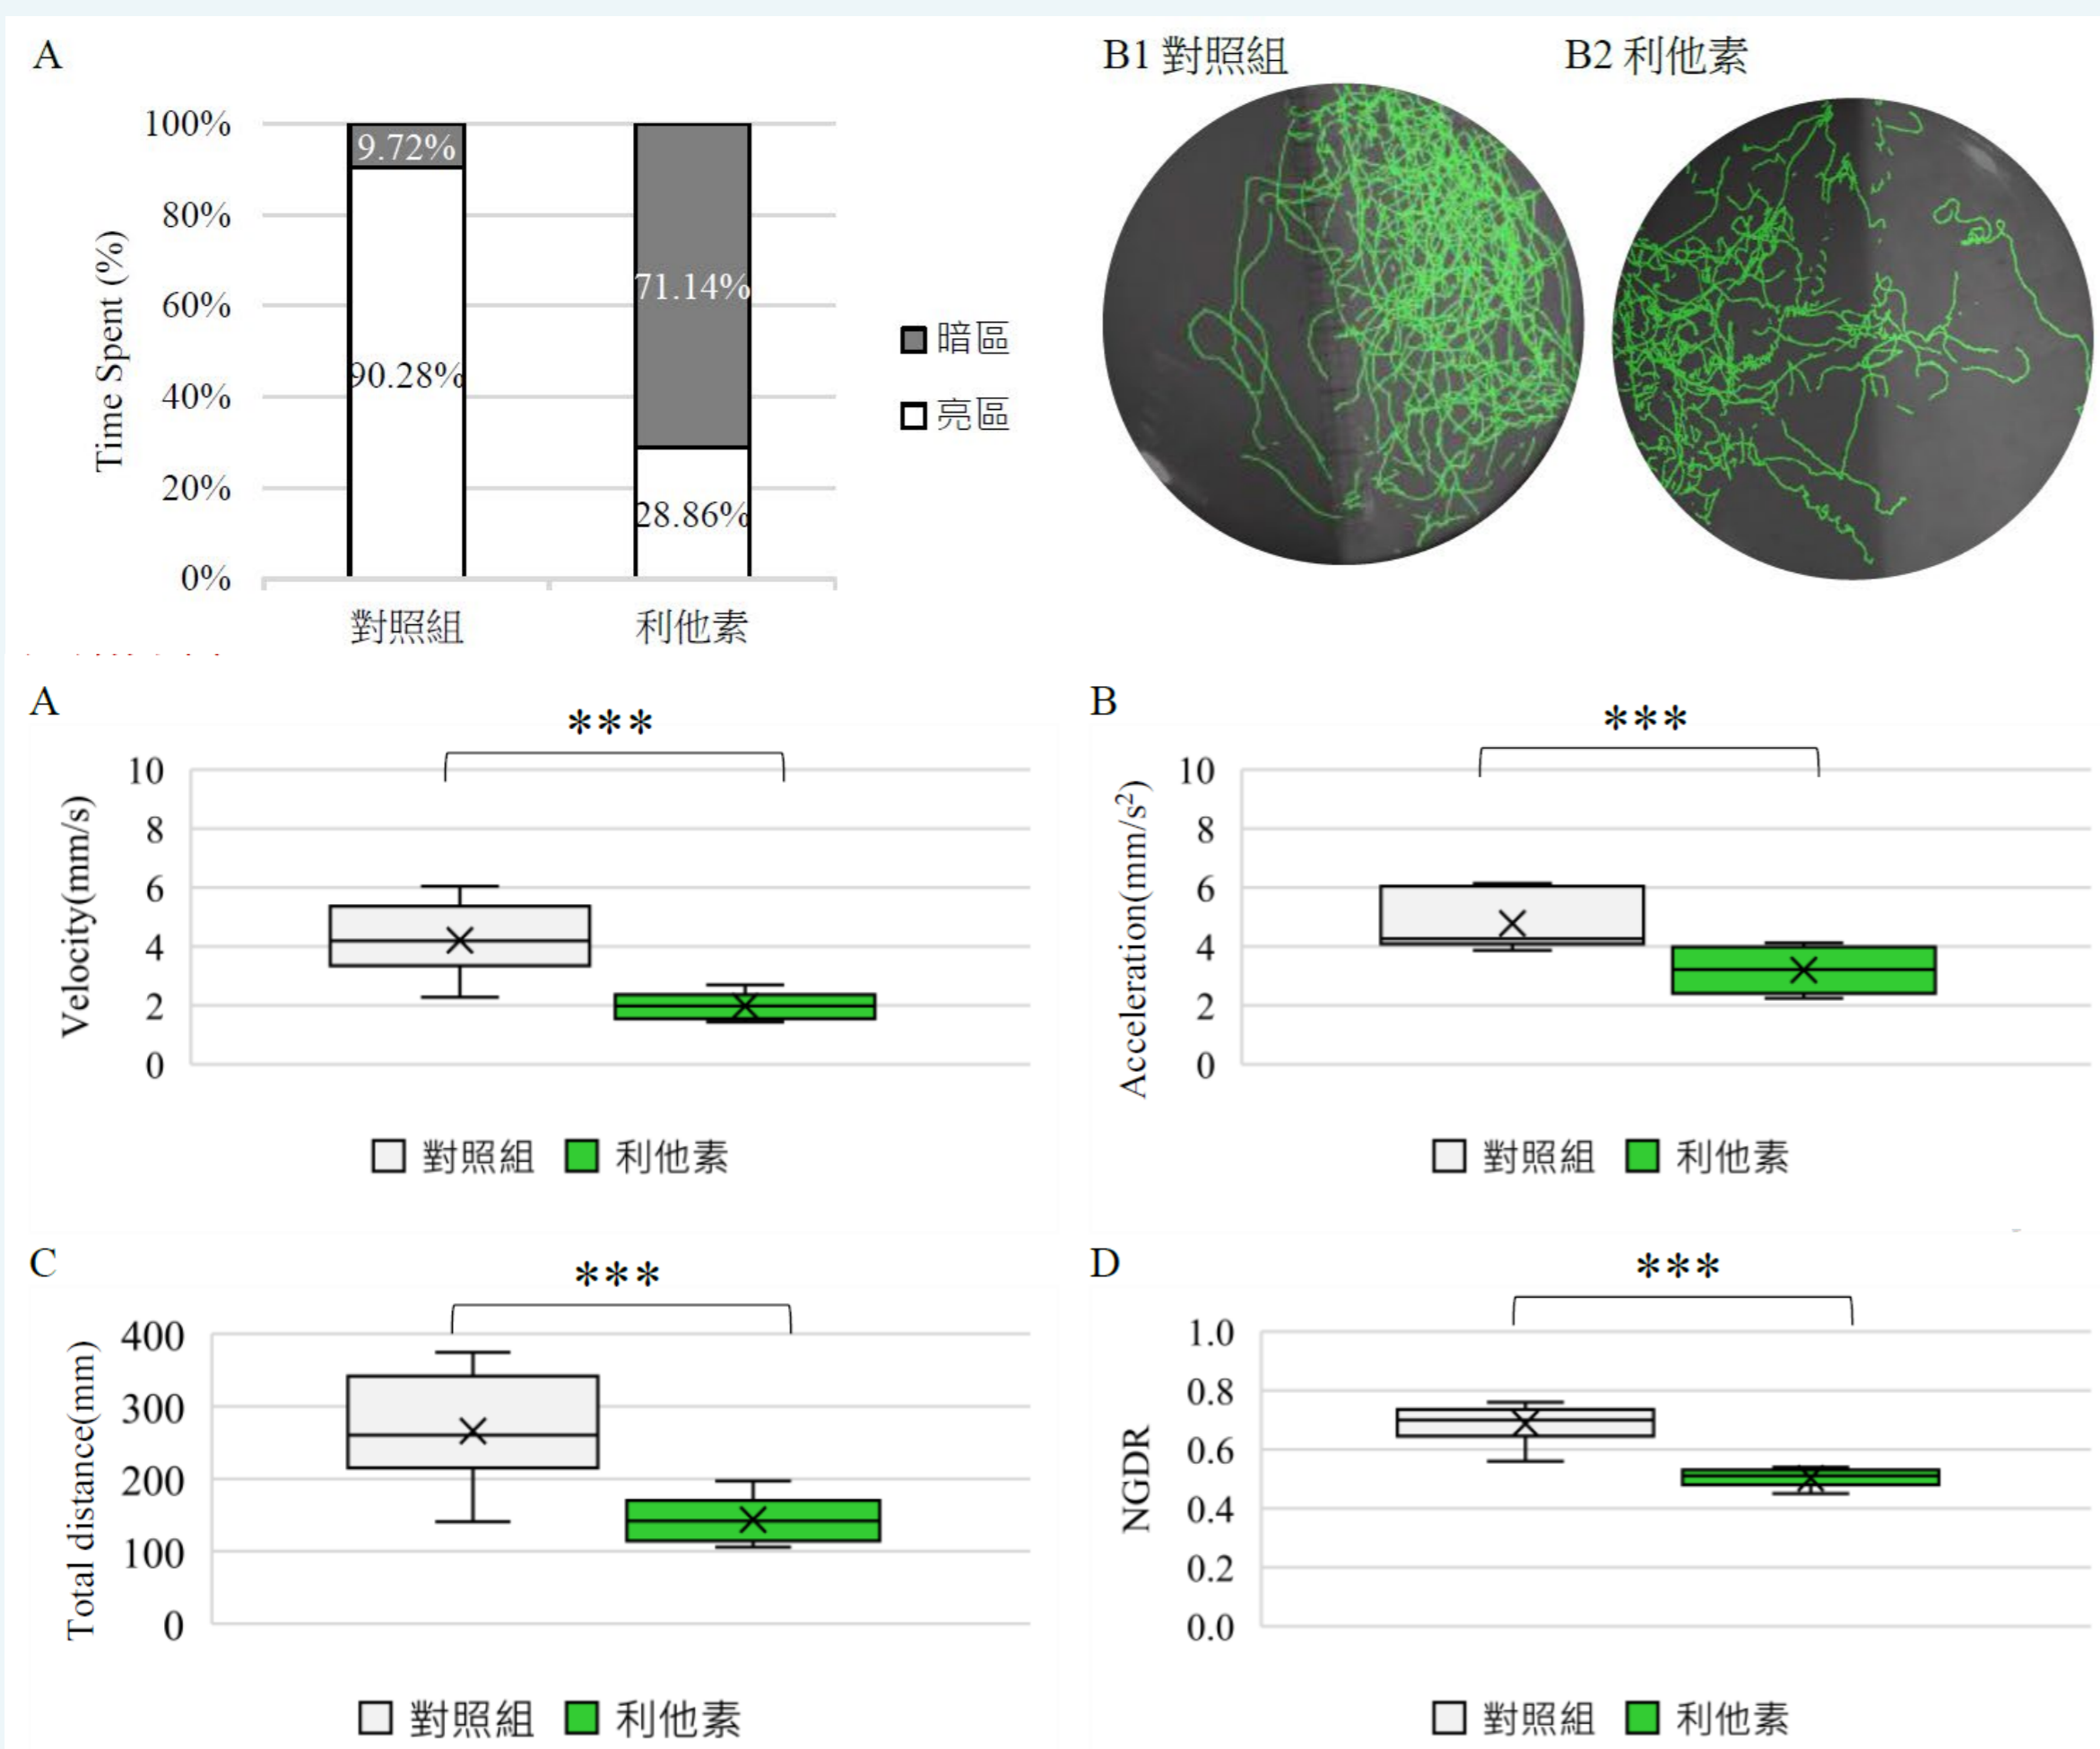 A
B1 對照組
B2 利他素
100%
80%
60%
40%
20%
0%
Time Spent (%)
9.72%
90.28%
71.14%
28.86%
暗區
亮區
對照組
利他素
A
***
Velocity(mm/s)
10
8
6
4
2
0
對照組
利他素
B
***
Acceleration(mm/s²)
10
8
6
4
2
0
對照組
利他素
C
***
Total distance(mm)
400
300
200
100
0
對照組
利他素
D
***
NGDR
1.0
0.8
0.6
0.4
0.2
0.0
對照組
利他素